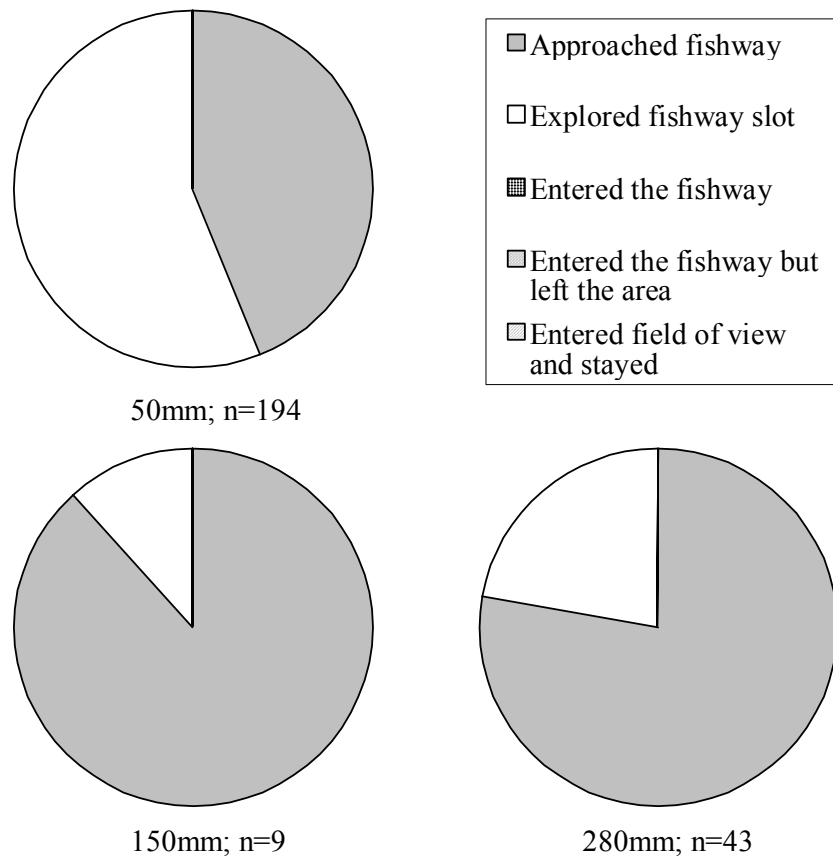 Approached fishway
Explored fishway slot
Entered the fishway
Entered the fishway but
left the area
Entered field of view
and stayed
50mm; n=194
150mm; n=9
280mm; n=43